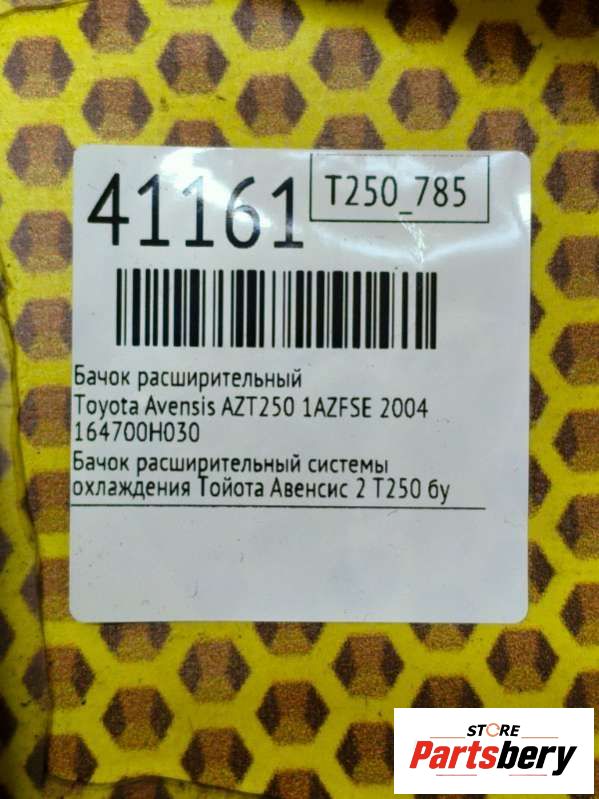 41161
T250_785
Бачок расширительный
Toyota Avensis AZT250 1AZFSE 2004
164700H030
Бачок расширительный системы
охлаждения Тойота Авенсис 2 T250 бу
STORE
Partsbery